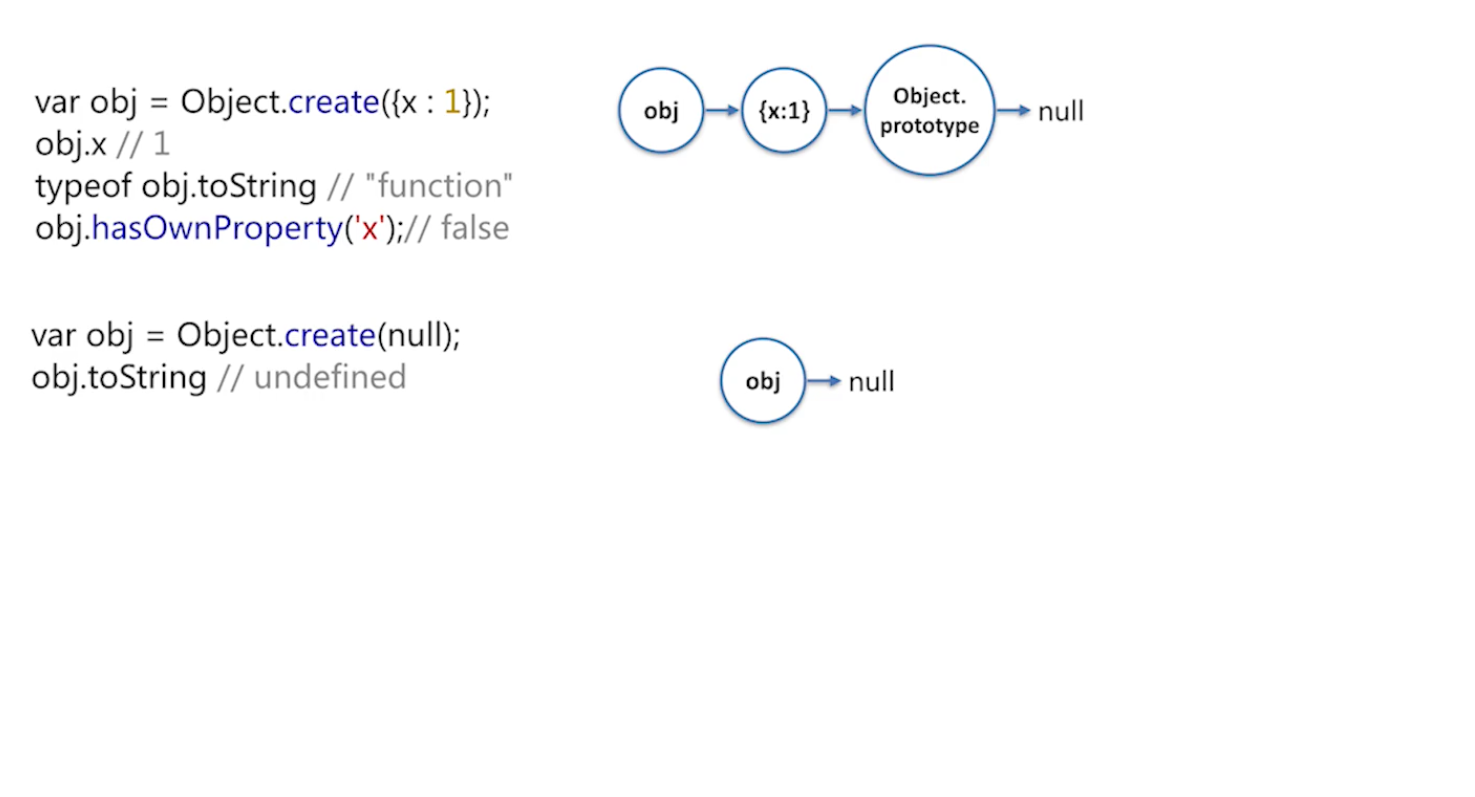 var obj = Object.create({x : 1});
obj.x // 1
typeof obj.toString // "function"
obj.hasOwnProperty('x');// false
obj
{x:1}
Object.
prototype
null
var obj = Object.create(null);
obj.toString // undefined
obj
null